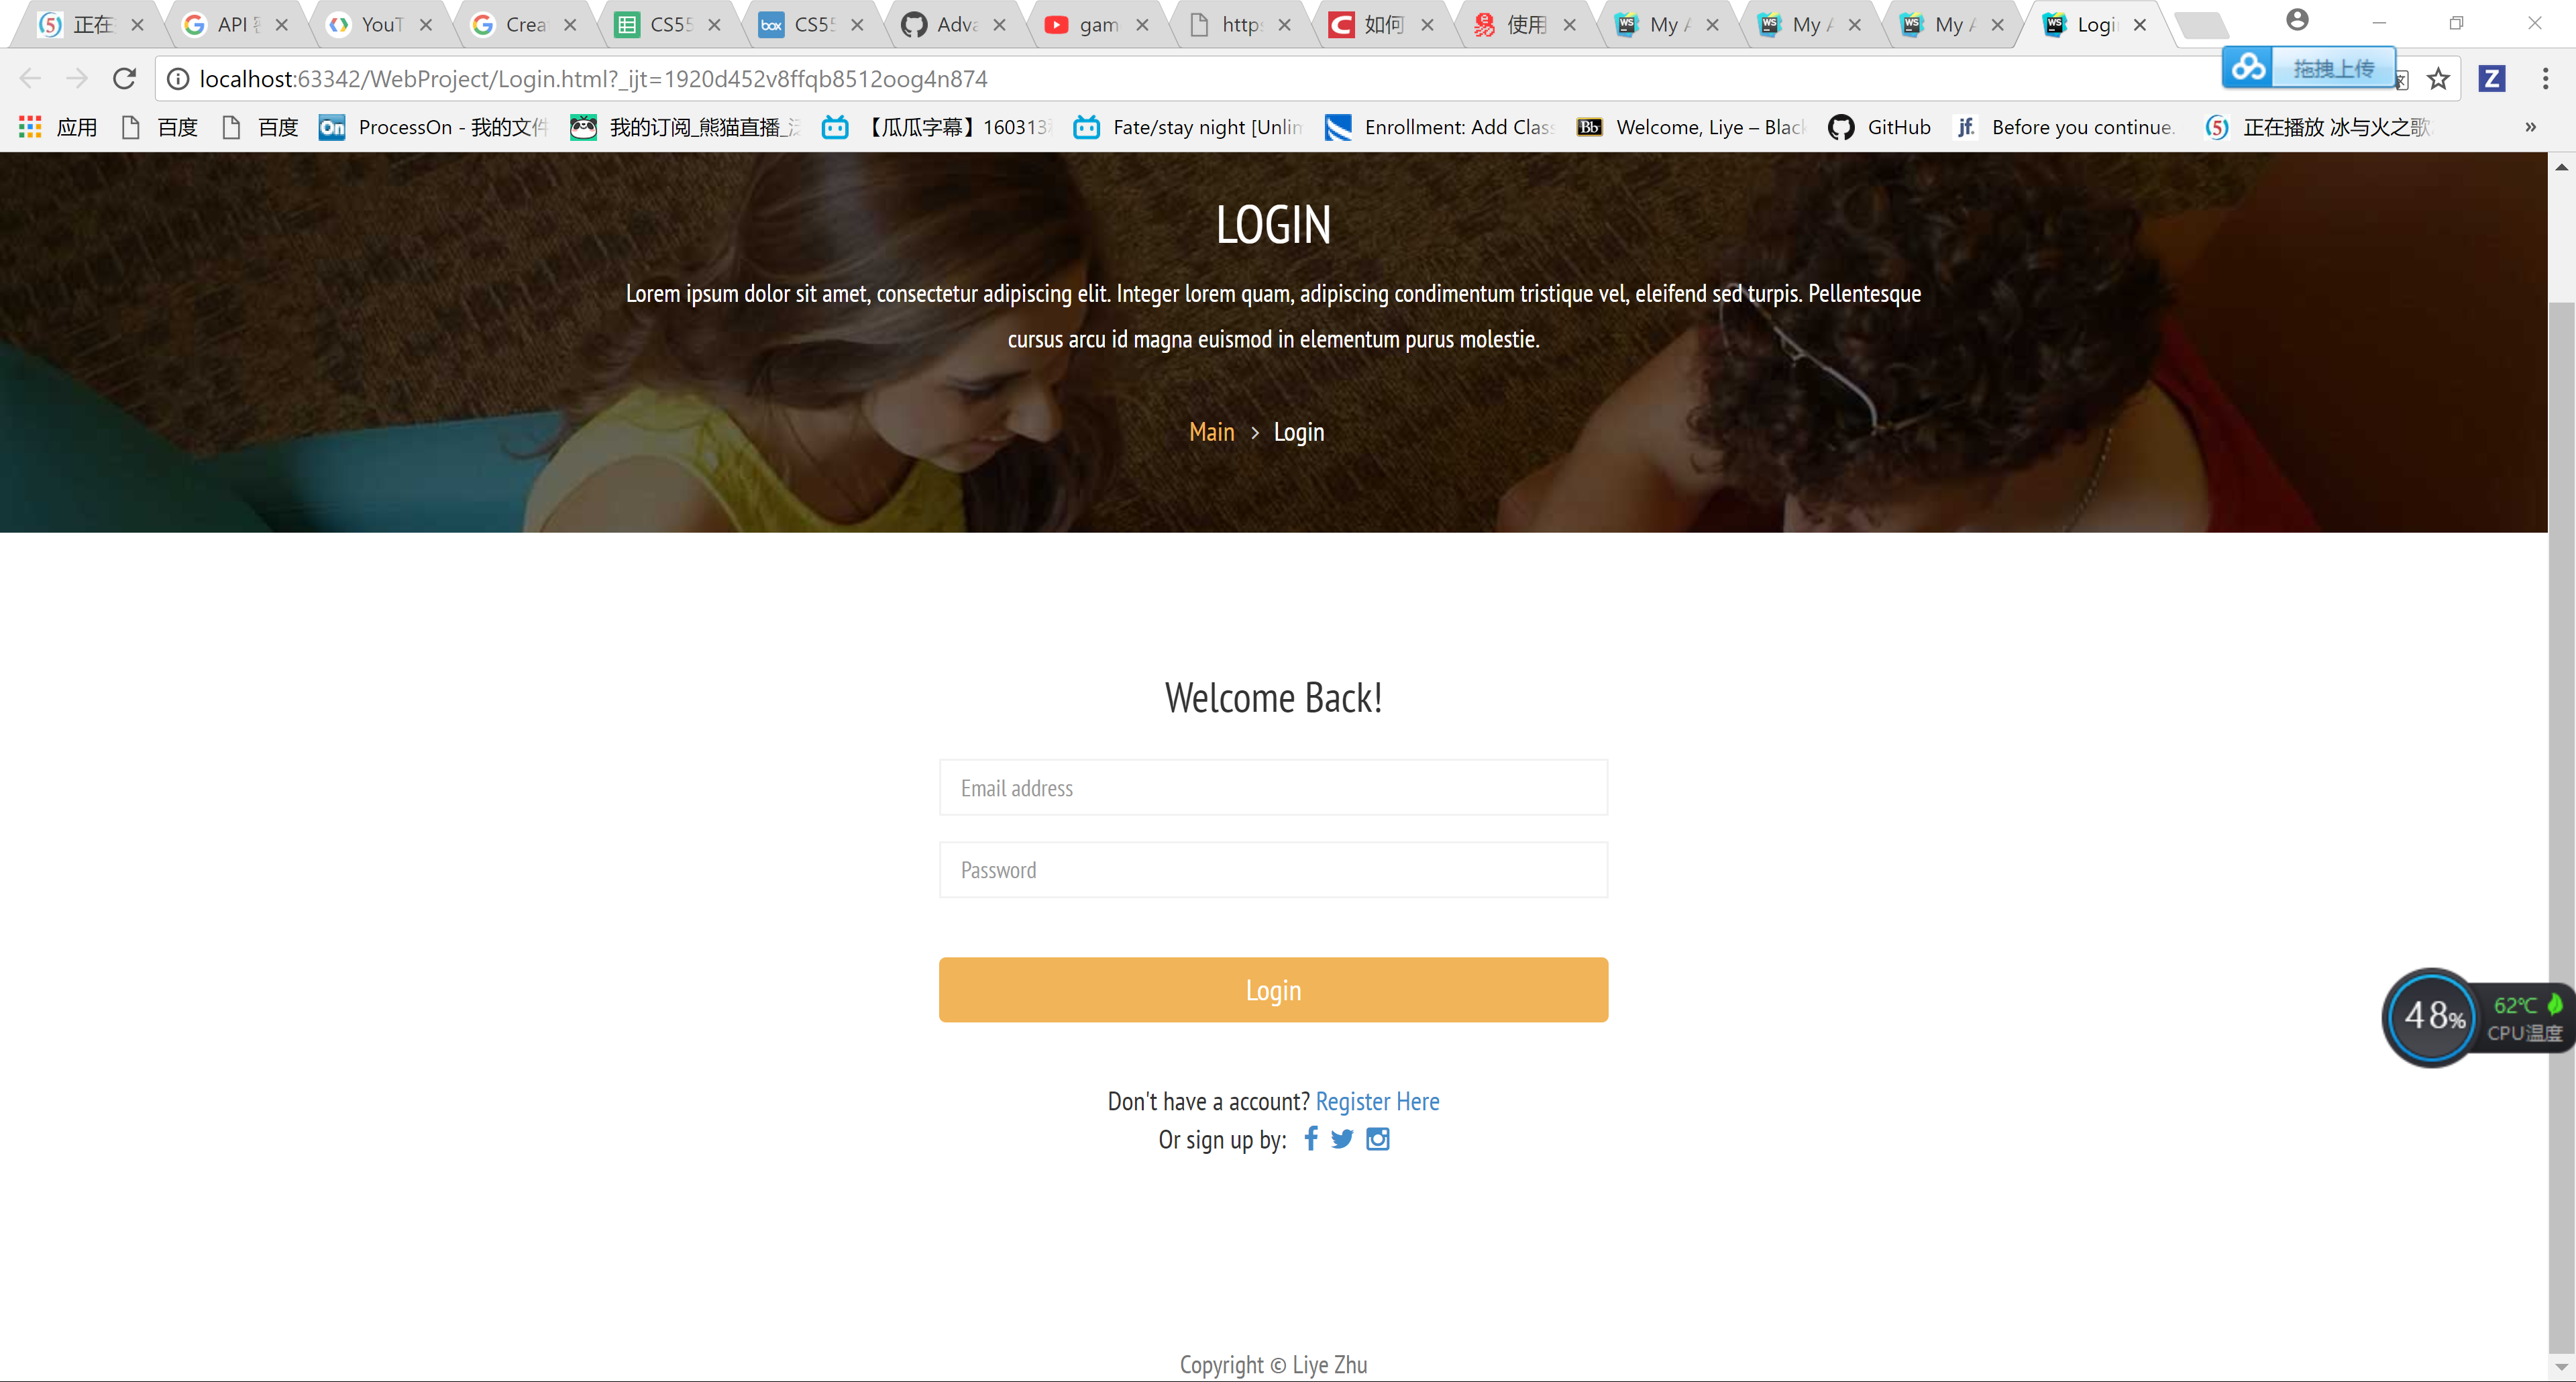 正在 API YouT Crea CS55 CS55 Adva gam http 如何 使用 My My My Logi
localhost:63342/WebProject/Login.html?_ijt=1920d452v8ffqb8512oog4n874
拖拽上传
Z
应用 百度 百度 On ProcessOn - 我的文件 我的订阅_熊猫直播_ 【瓜瓜字幕】160313 Fate/stay night [Unlin Enrollment: Add Class Bb Welcome, Liye – Black GitHub jf. Before you continue. 正在播放 冰与火之歌 »
LOGIN
Lorem ipsum dolor sit amet, consectetur adipiscing elit. Integer lorem quam, adipiscing condimentum tristique vel, eleifend sed turpis. Pellentesque
cursus arcu id magna euismod in elementum purus molestie.
Main > Login
Welcome Back!
Email address
Password
Login
48%
62℃
CPU温度
Don't have a account? Register Here
Or sign up by:
Copyright © Liye Zhu